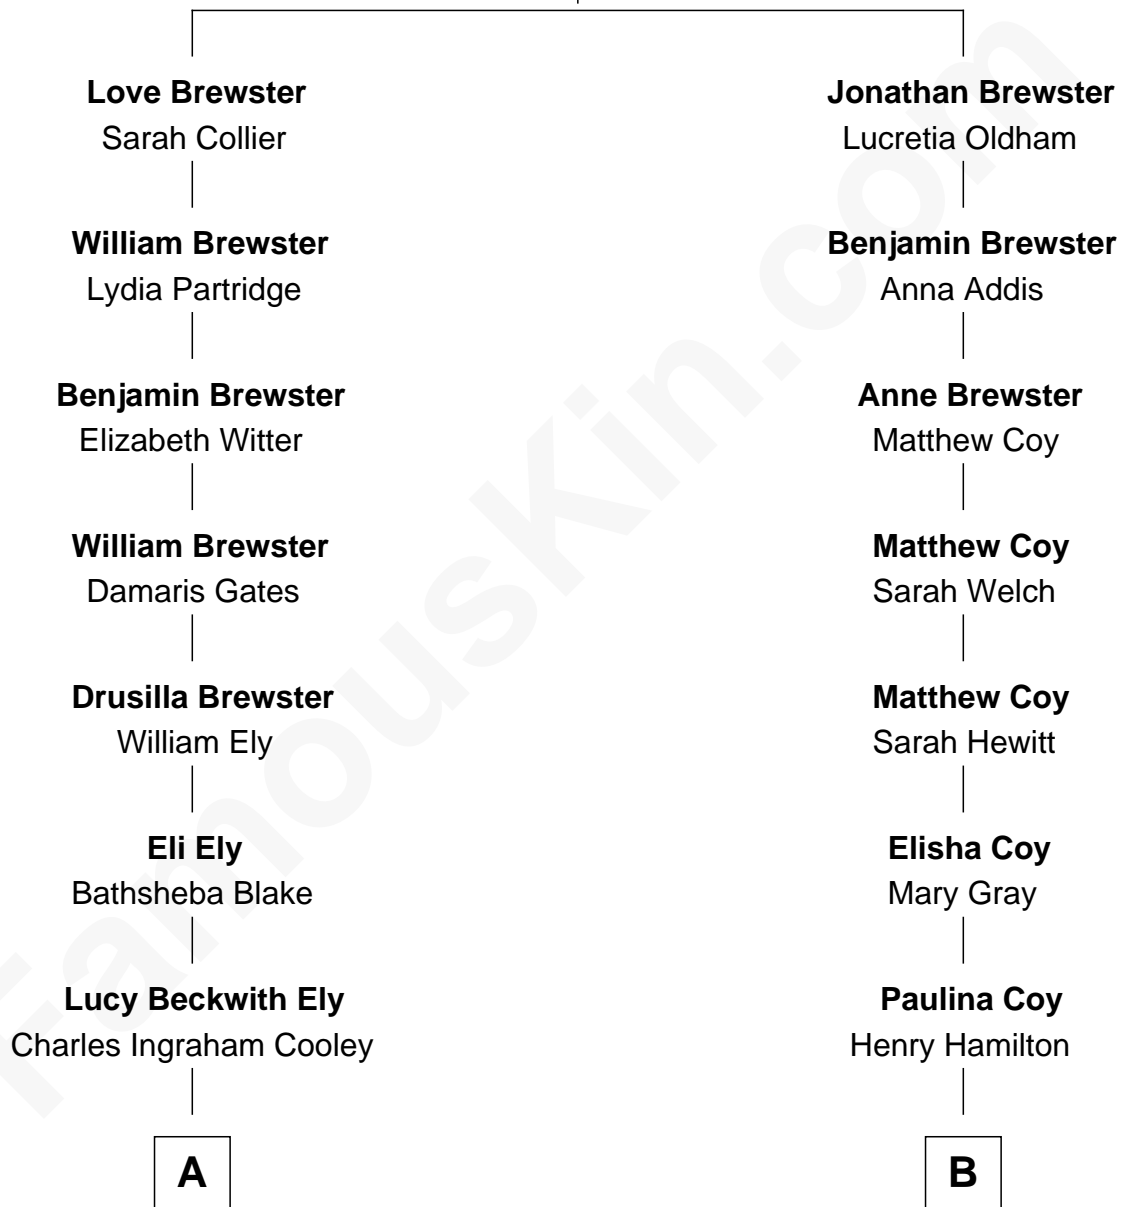 Love Brewster
Sarah Collier
William Brewster
Lydia Partridge
Benjamin Brewster
Elizabeth Witter
William Brewster
Damaris Gates
Drusilla Brewster
William Ely
Eli Ely
Bathsheba Blake
Lucy Beckwith Ely
Charles Ingraham Cooley
A
Jonathan Brewster
Lucretia Oldham
Benjamin Brewster
Anna Addis
Anne Brewster
Matthew Coy
Matthew Coy
Sarah Welch
Matthew Coy
Sarah Hewitt
Elisha Coy
Mary Gray
Paulina Coy
Henry Hamilton
B
FamousKin.com